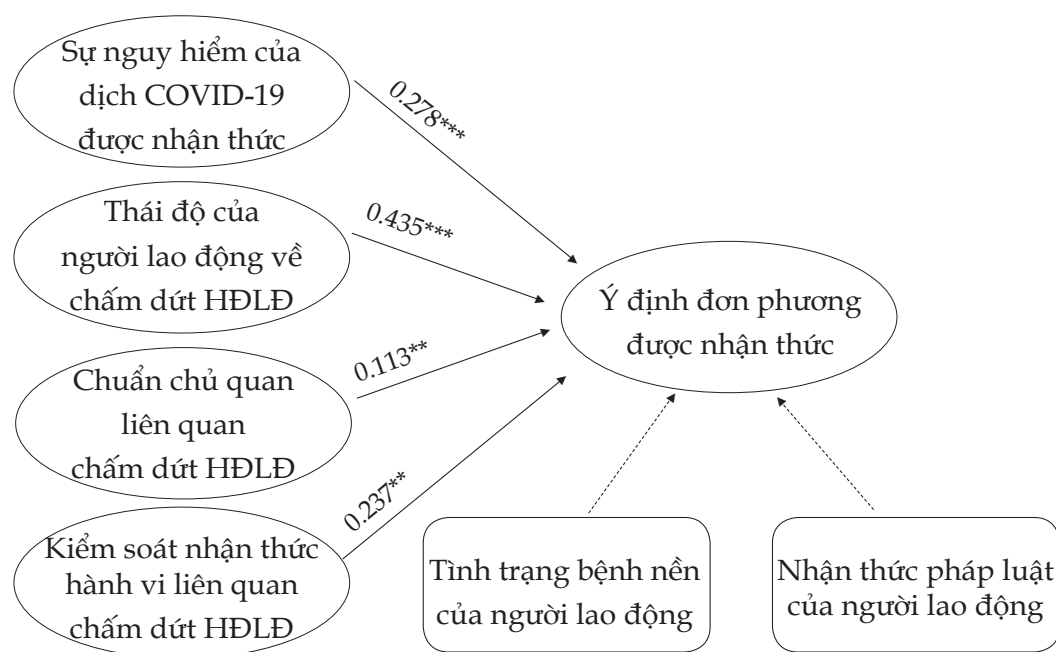 Sự nguy hiểm của
dịch COVID-19
được nhận thức
0.278***
Thái độ của
người lao động về
chấm dứt HĐLĐ
0.435***
Ý định đơn phương
được nhận thức
Chuẩn chủ quan
liên quan
chấm dứt HĐLĐ
0.113**
Kiểm soát nhận thức
hành vi liên quan
chấm dứt HĐLĐ
0.237**
Tình trạng bệnh nền
của người lao động
Nhận thức pháp luật
của người lao động